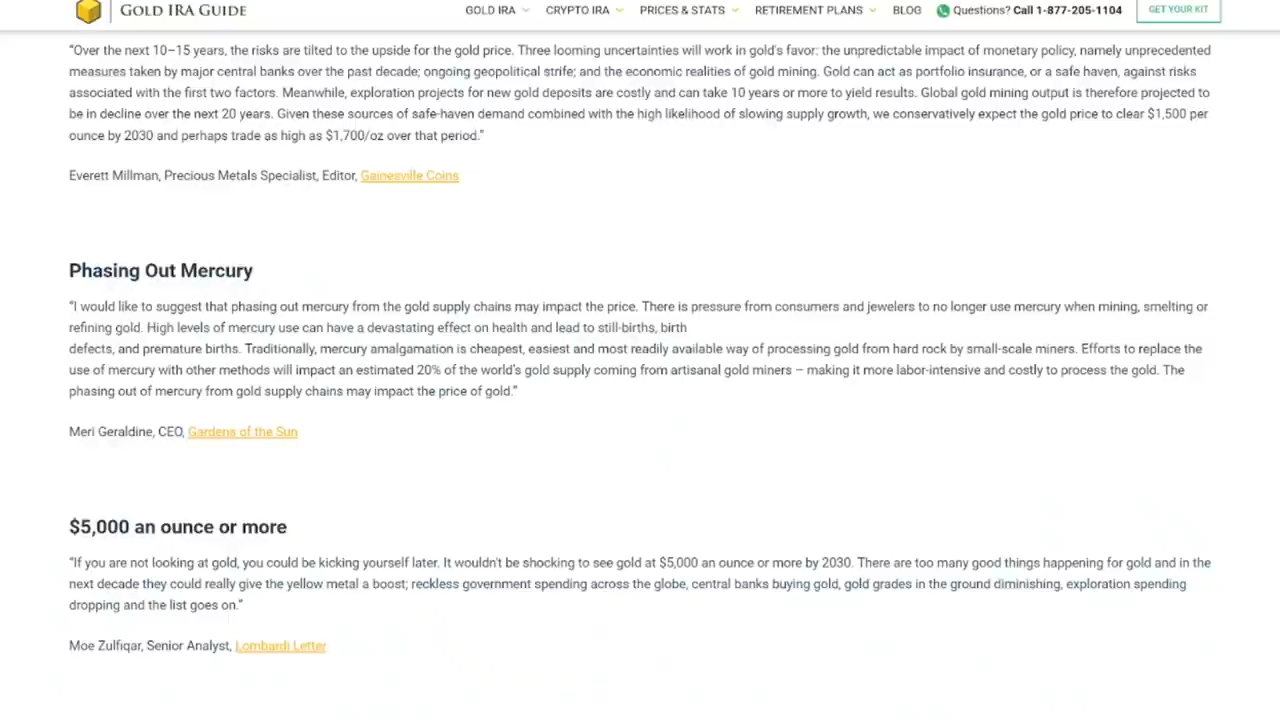 GOLD IRA GUIDE
GOLD IRA
CRYPTO IRA
PRICES & STATS
RETIREMENT PLANS
BLOG
Questions? Call 1-877-205-1104
GET YOUR KIT
“Over the next 10–15 years, the risks are tilted to the upside for the gold price. Three looming uncertainties will work in gold’s favor: the unpredictable impact of monetary policy, namely unprecedented
measures taken by major central banks over the past decade; ongoing geopolitical strife; and the economic realities of gold mining. Gold can act as portfolio insurance, or a safe haven, against risks
associated with the first two factors. Meanwhile, exploration projects for new gold deposits are costly and can take 10 years or more to yield results. Global gold mining output is therefore projected to
be in decline over the next 20 years. Given these sources of safe-haven demand combined with the high likelihood of slowing supply growth, we conservatively expect the gold price to clear $1,500 per
ounce by 2030 and perhaps trade as high as $1,700/oz over that period.”
Everett Millman, Precious Metals Specialist, Editor, Gainesville Coins
Phasing Out Mercury
“I would like to suggest that phasing out mercury from the gold supply chains may impact the price. There is pressure from consumers and jewelers to no longer use mercury when mining, smelting or
refining gold. High levels of mercury use can have a devastating effect on health and lead to still-births, birth
defects, and premature births. Traditionally, mercury amalgamation is cheapest, easiest and most readily available way of processing gold from hard rock by small-scale miners. Efforts to replace the
use of mercury with other methods will impact an estimated 20% of the world’s gold supply coming from artisanal gold miners – making it more labor-intensive and costly to process the gold. The
phasing out of mercury from gold supply chains may impact the price of gold.”
Meri Geraldine, CEO, Gardens of the Sun
$5,000 an ounce or more
“If you are not looking at gold, you could be kicking yourself later. It wouldn’t be shocking to see gold at $5,000 an ounce or more by 2030. There are too many good things happening for gold and in the
next decade they could really give the yellow metal a boost; reckless government spending across the globe, central banks buying gold, gold grades in the ground diminishing, exploration spending
dropping and the list goes on.”
Moe Zulfiqar, Senior Analyst, Lombardi Letter